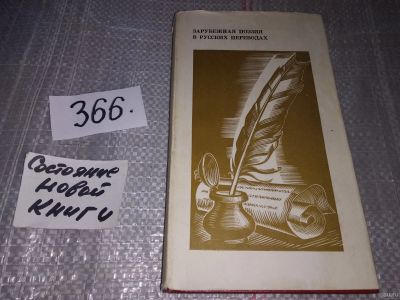 ЗАРУБЕЖНАЯ ПОЭЗИЯ
В РУССКИХ ПЕРЕВОДАХ
366.
Состояние
новой
книги